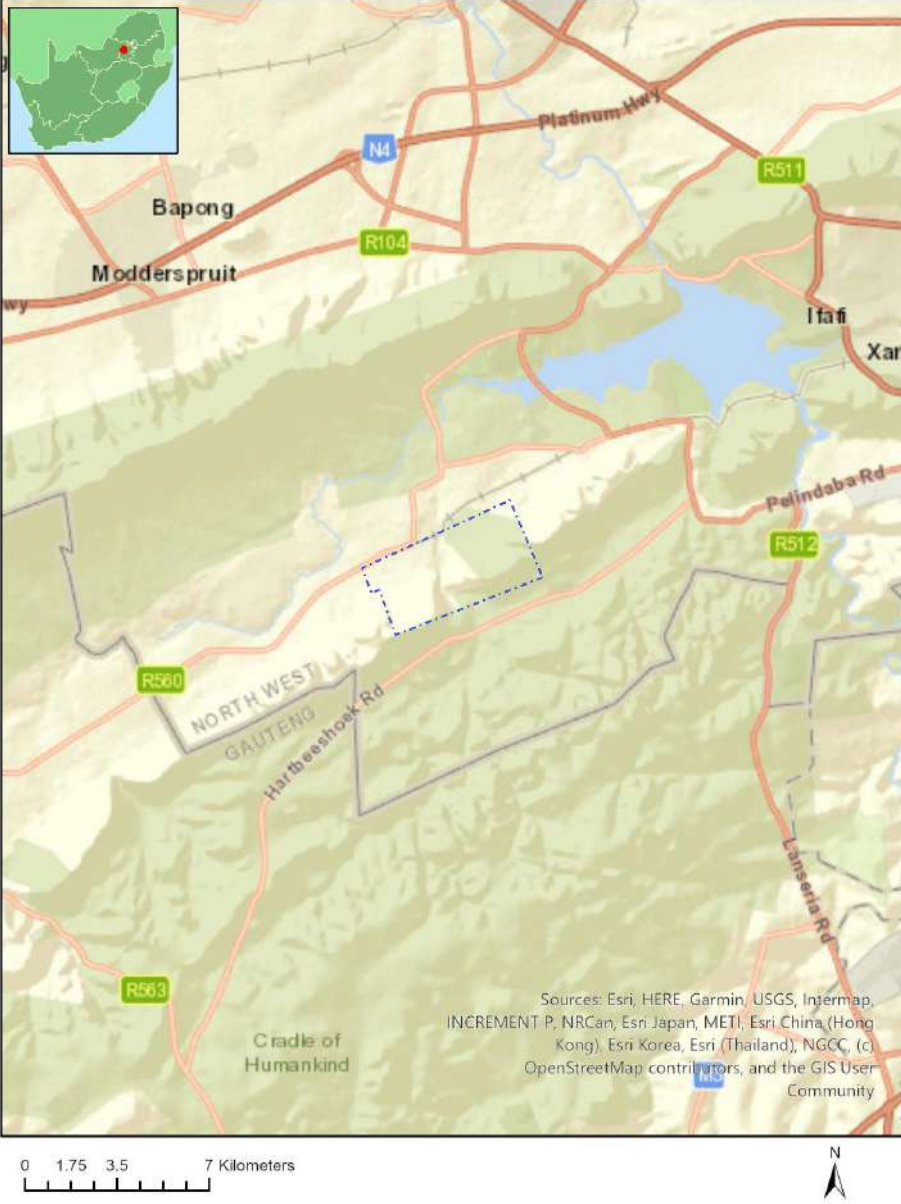 Platinum Hwy
N4
R511
Bapong
R104
Modderspruit
wy
Ifafi
Xar
Pelindaba Rd
R512
R560
NORTH WEST
GAUTENG
Hartbeeshoek Rd
Lanseria Rd
R563
Cradle of
Humankind
Sources: Esri, HERE, Garmin, USGS, Intermap,
INCREMENT P, NRCan, Esri Japan, METI, Esri China (Hong
Kong), Esri Korea, Esri (Thailand), NGCC, (c)
OpenStreetMap contributors, and the GIS User
Community
0 1.75 3.5 7 Kilometers
N